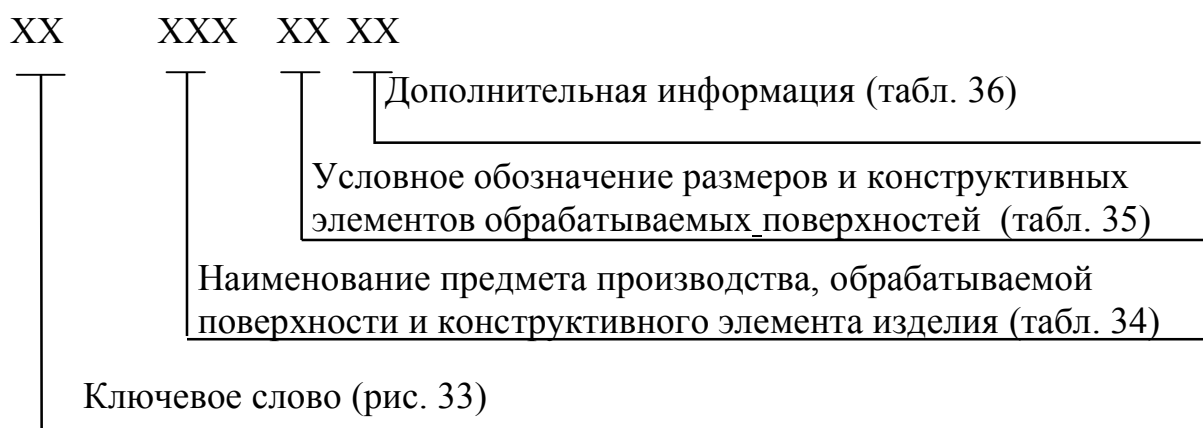 XX XXX XX XX
Дополнительная информация (табл. 36)
Условное обозначение размеров и конструктивных
элементов обрабатываемых поверхностей (табл. 35)
Наименование предмета производства, обрабатываемой
поверхности и конструктивного элемента изделия (табл. 34)
Ключевое слово (рис. 33)